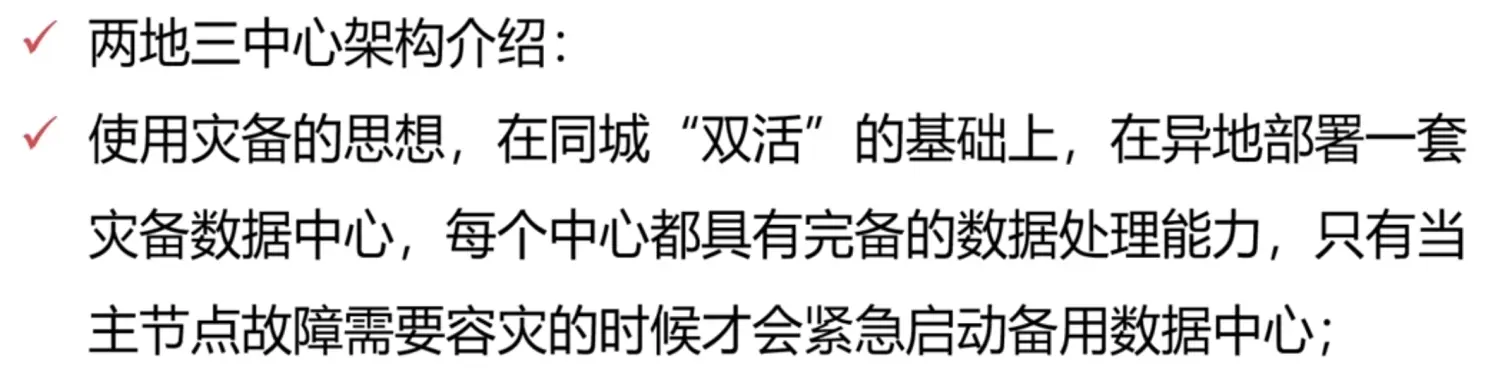 ✓ 两地三中心架构介绍：
✓ 使用灾备的思想，在同城“双活”的基础上，在异地部署一套
灾备数据中心，每个中心都具有完备的数据处理能力，只有当
主节点故障需要容灾的时候才会紧急启动备用数据中心；